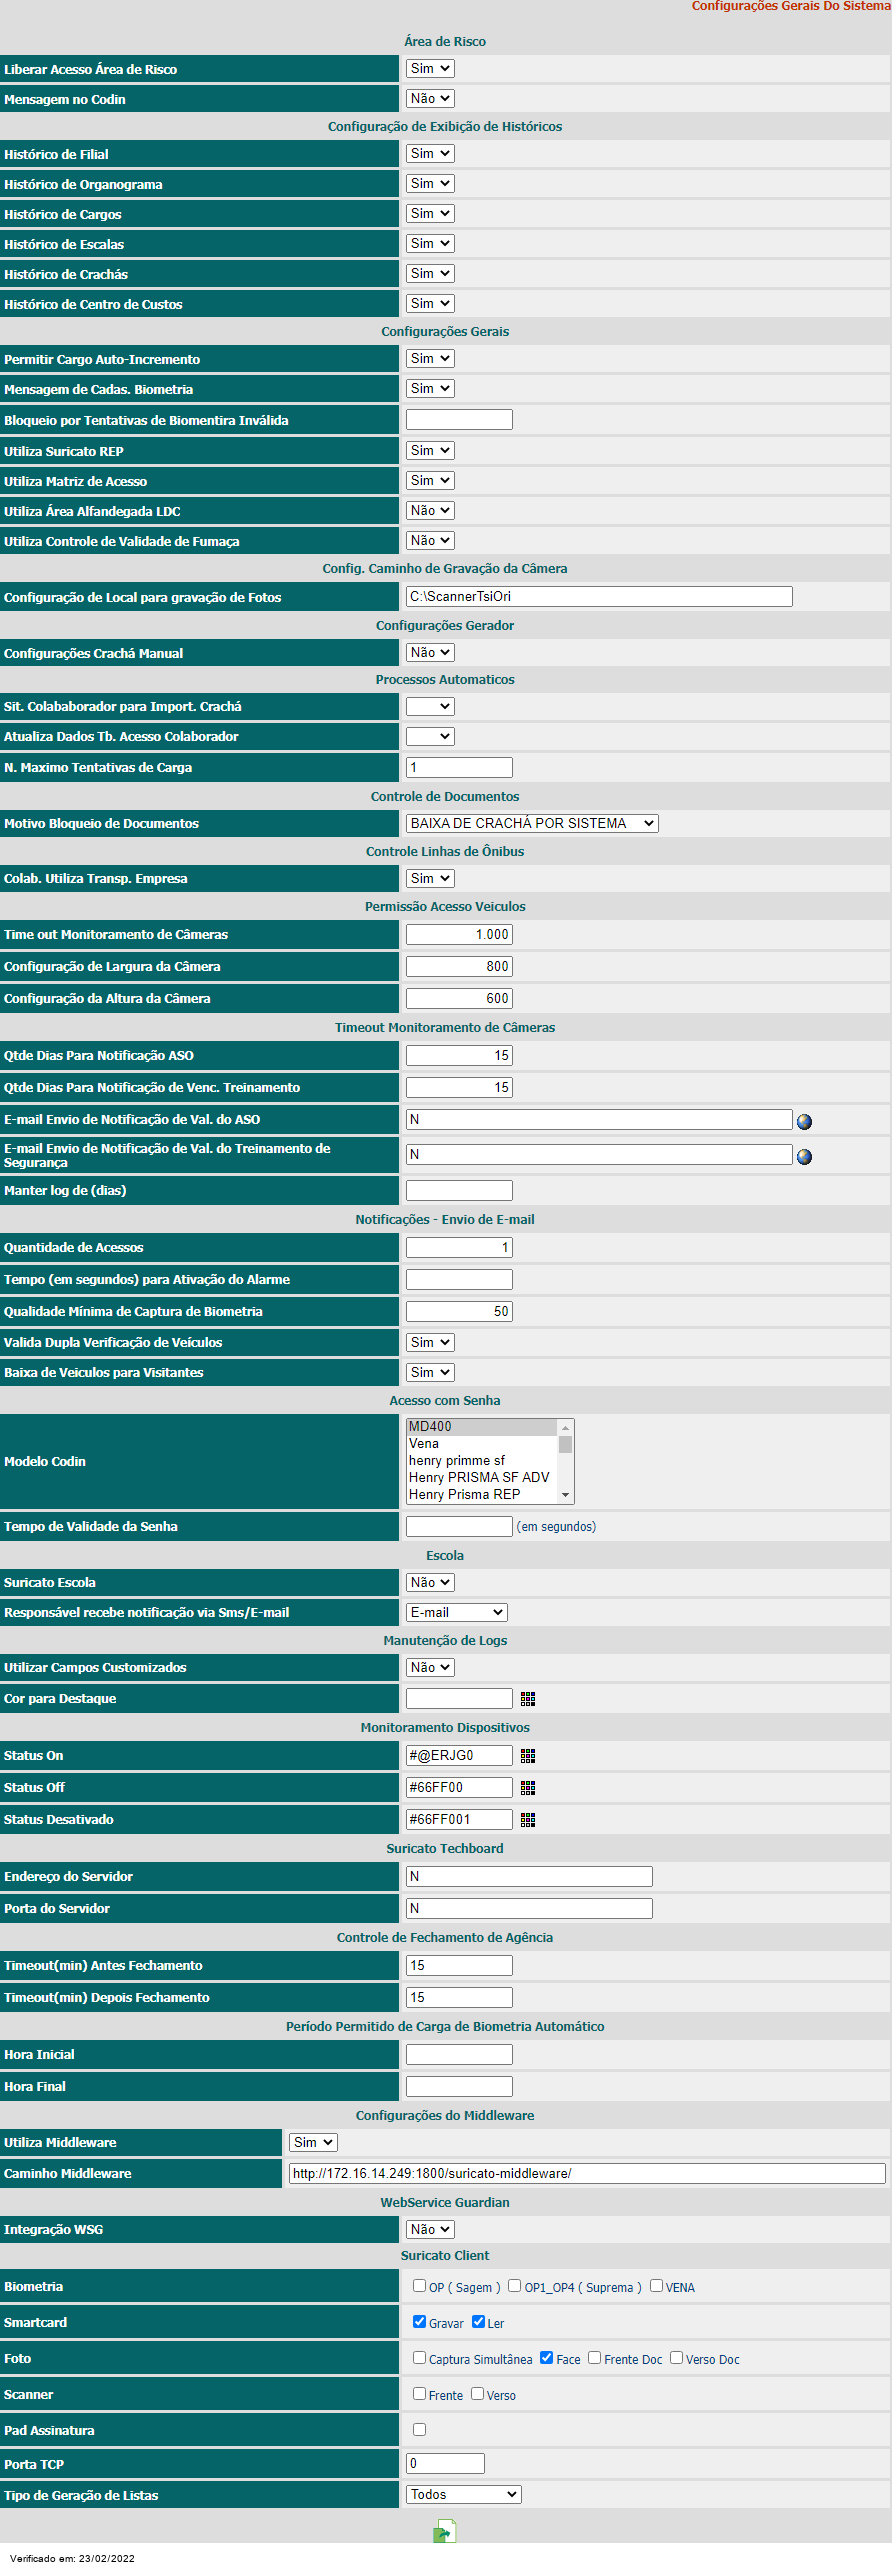 Configurações Gerais Do Sistema
Área de Risco
Liberar Acesso Área de Risco Sim
Mensagem no Codin Não
Configuração de Exibição de Históricos
Histórico de Filial Sim
Histórico de Organograma Sim
Histórico de Cargos Sim
Histórico de Escalas Sim
Histórico de Crachás Sim
Histórico de Centro de Custos Sim
Configurações Gerais
Permitir Cargo Auto-Incremento Sim
Mensagem de Cadas. Biometria Sim
Bloqueio por Tentativas de Biomentira Inválida
Utiliza Suricato REP Sim
Utiliza Matriz de Acesso Sim
Utiliza Área Alfandegada LDC Não
Utiliza Controle de Validade de Fumaça Não
Config. Caminho de Gravação da Câmera
Configuração de Local para gravação de Fotos C:\ScannerTsiOri
Configurações Gerador
Configurações Crachá Manual Não
Processos Automaticos
Sit. Colababorador para Import. Crachá
Atualiza Dados Tb. Acesso Colaborador
N. Maximo Tentativas de Carga 1
Controle de Documentos
Motivo Bloqueio de Documentos BAIXA DE CRACHÁ POR SISTEMA
Controle Linhas de Ônibus
Colab. Utiliza Transp. Empresa Sim
Permissão Acesso Veiculos
Time out Monitoramento de Câmeras 1.000
Configuração de Largura da Câmera 800
Configuração da Altura da Câmera 600
Timeout Monitoramento de Câmeras
Qtde Dias Para Notificação ASO 15
Qtde Dias Para Notificação de Venc. Treinamento 15
E-mail Envio de Notificação de Val. do ASO N
E-mail Envio de Notificação de Val. do Treinamento de
Segurança N
Manter log de (dias)
Notificações - Envio de E-mail
Quantidade de Acessos 1
Tempo (em segundos) para Ativação do Alarme
Qualidade Mínima de Captura de Biometria 50
Valida Dupla Verificação de Veículos Sim
Baixa de Veiculos para Visitantes Sim
Acesso com Senha
Modelo Codin
MD400
Vena
henry primme sf
Henry PRISMA SF ADV
Henry Prisma REP
Tempo de Validade da Senha (em segundos)
Escola
Suricato Escola Não
Responsável recebe notificação via Sms/E-mail E-mail
Manutenção de Logs
Utilizar Campos Customizados Não
Cor para Destaque
Monitoramento Dispositivos
Status On #@ERJG0
Status Off #66FF00
Status Desativado #66FF001
Suricato Techboard
Endereço do Servidor N
Porta do Servidor N
Controle de Fechamento de Agência
Timeout(min) Antes Fechamento 15
Timeout(min) Depois Fechamento 15
Período Permitido de Carga de Biometria Automático
Hora Inicial
Hora Final
Configurações do Middleware
Utiliza Middleware Sim
Caminho Middleware http://172.16.14.249:1800/suricato-middleware/
WebService Guardian
Integração WSG Não
Suricato Client
Biometria OP ( Sagem ) OP1_OP4 ( Suprema ) VENA
Smartcard Gravar Ler
Foto Captura Simultânea Face Frente Doc Verso Doc
Scanner Frente Verso
Pad Assinatura
Porta TCP 0
Tipo de Geração de Listas Todos
Verificado em: 23/02/2022